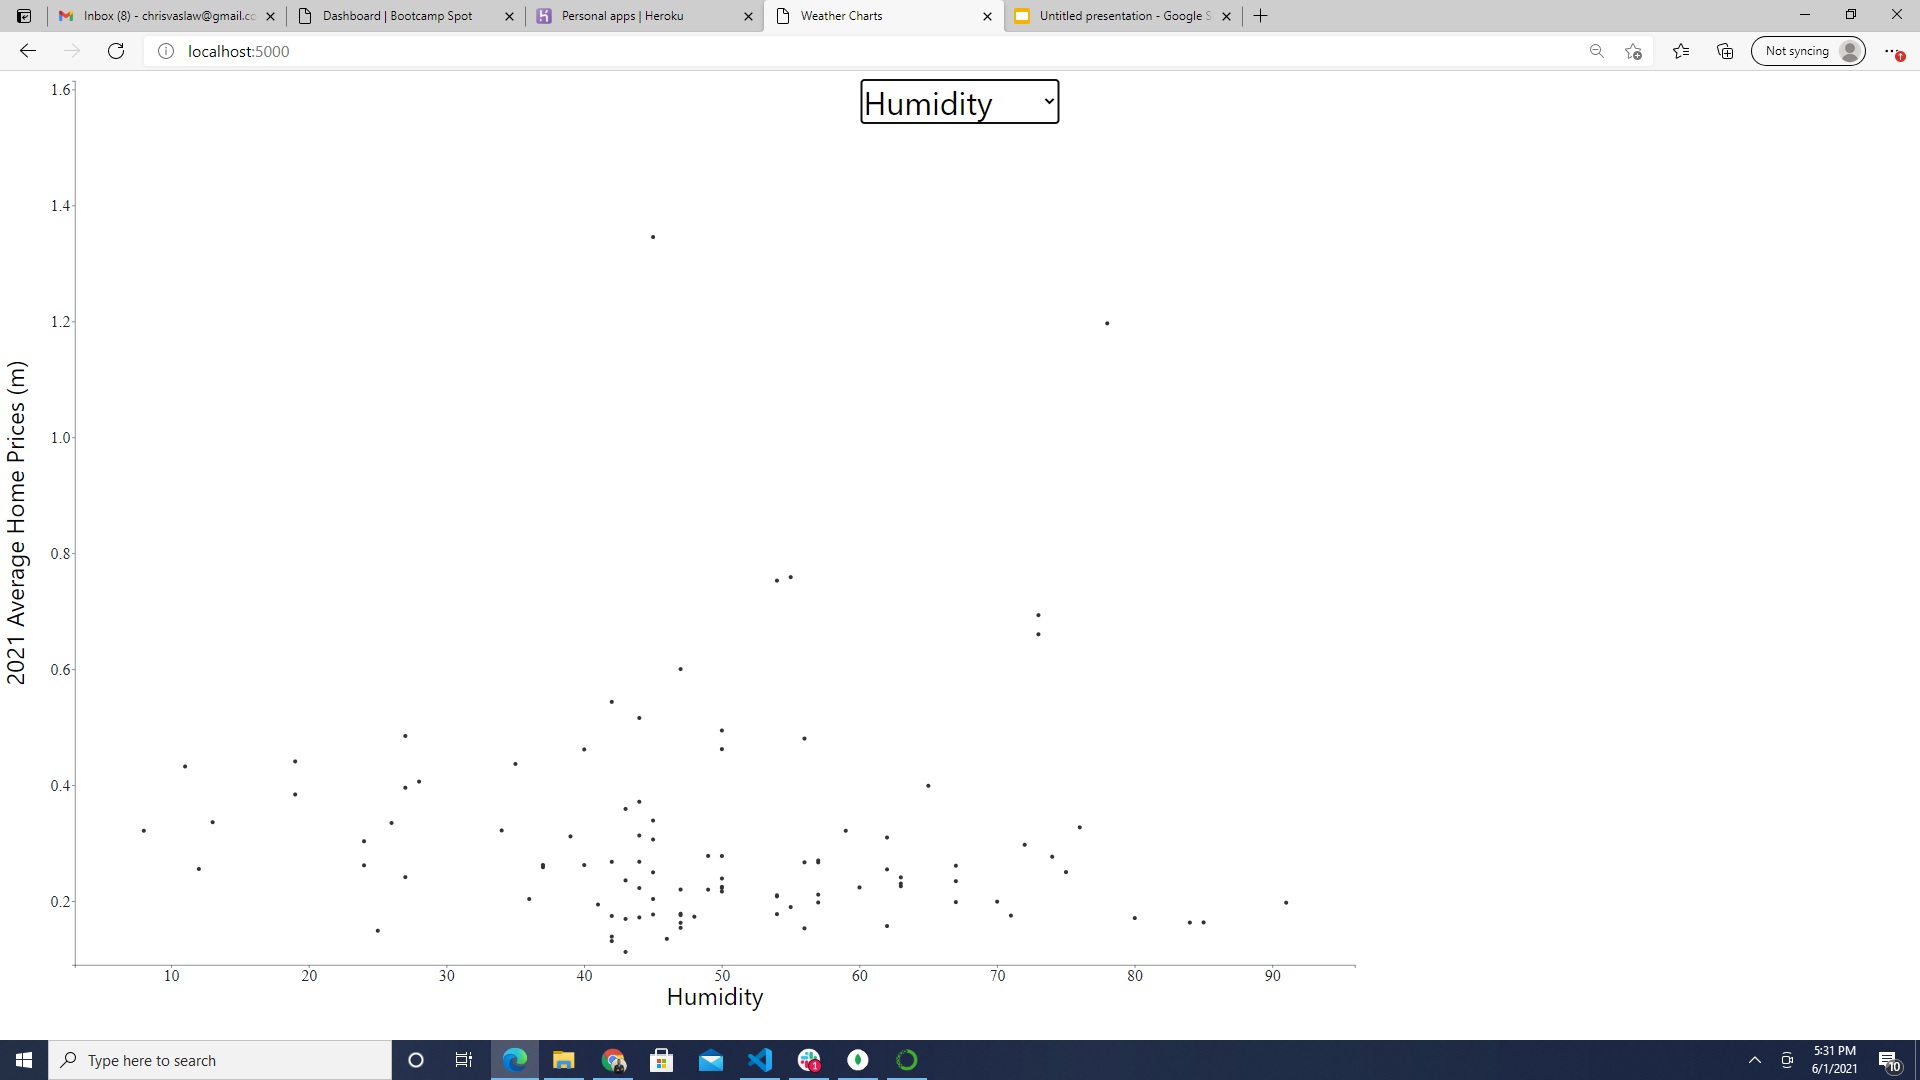 Inbox (8) - chrisvaslaw@gmail.co
Dashboard | Bootcamp Spot
Personal apps | Heroku
Weather Charts
Untitled presentation - Google S
localhost:5000
Not syncing
Humidity
1.6
1.4
1.2
1.0
0.8
0.6
0.4
0.2
2021 Average Home Prices (m)
10 20 30 40 50 60 70 80 90
Humidity
Type here to search
1
5:31 PM
6/1/2021
10